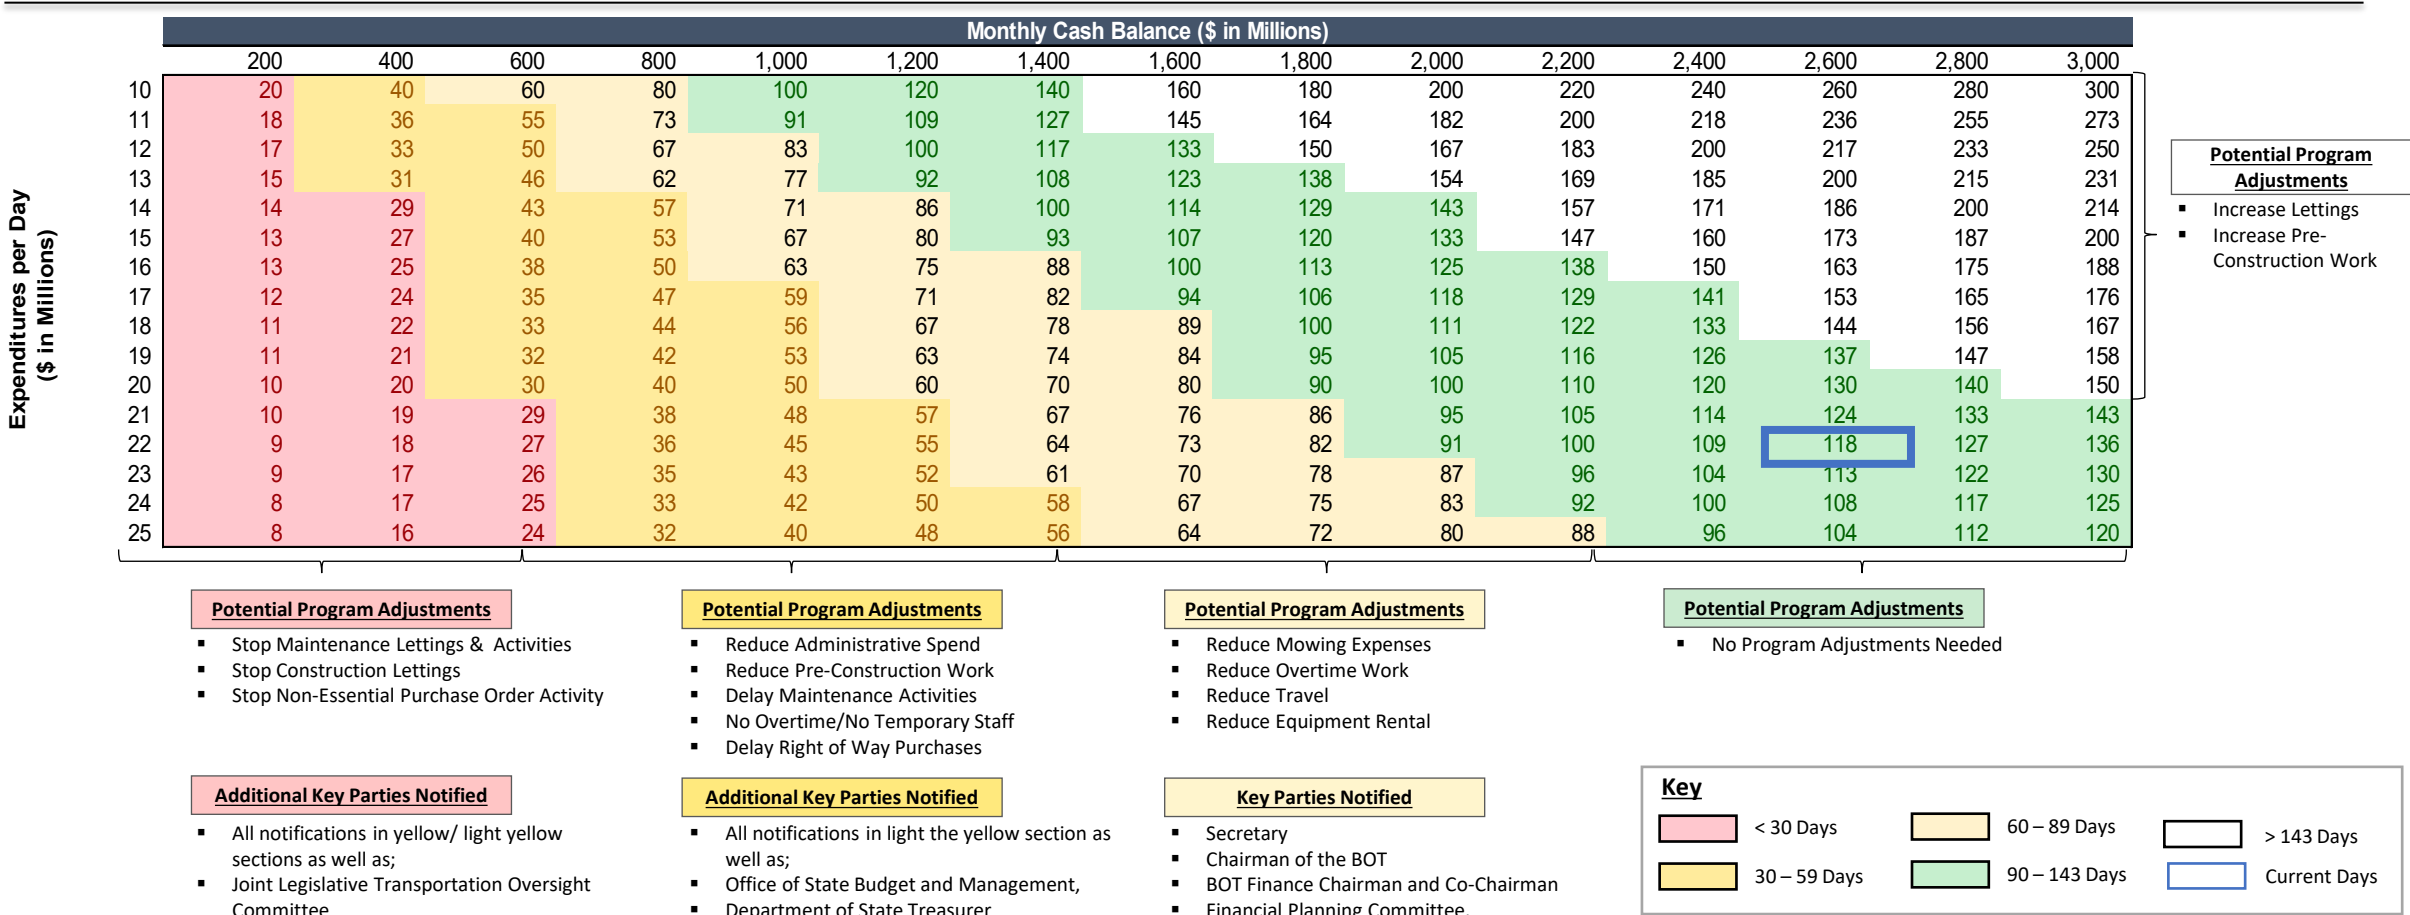 Monthly Cash Balance ($ in Millions)
200 400 600 800 1,000 1,200 1,400 1,600 1,800 2,000 2,200 2,400 2,600 2,800 3,000
Expenditures per Day
($ in Millions)
10 20 40 60 80 100 120 140 160 180 200 220 240 260 280 300
11 18 36 55 73 91 109 127 145 164 182 200 218 236 255 273
12 17 33 50 67 83 100 117 133 150 167 183 200 217 233 250
13 15 31 46 62 77 92 108 123 138 154 169 185 200 215 231
14 14 29 43 57 71 86 100 114 129 143 157 171 186 200 214
15 13 27 40 53 67 80 93 107 120 133 147 160 173 187 200
16 13 25 38 50 63 75 88 100 113 125 138 150 163 175 188
17 12 24 35 47 59 71 82 94 106 118 129 141 153 165 176
18 11 22 33 44 56 67 78 89 100 111 122 133 144 156 167
19 11 21 32 42 53 63 74 84 95 105 116 126 137 147 158
20 10 20 30 40 50 60 70 80 90 100 110 120 130 140 150
21 10 19 29 38 48 57 67 76 86 95 105 114 124 133 143
22 9 18 27 36 45 55 64 73 82 91 100 109 118 127 136
23 9 17 26 35 43 52 61 70 78 87 96 104 113 122 130
24 8 17 25 33 42 50 58 67 75 83 92 100 108 117 125
25 8 16 24 32 40 48 56 64 72 80 88 96 104 112 120
Potential Program
Adjustments
▪ Increase Lettings
▪ Increase Pre-
Construction Work
Potential Program Adjustments
▪ Stop Maintenance Lettings & Activities
▪ Stop Construction Lettings
▪ Stop Non-Essential Purchase Order Activity
Potential Program Adjustments
▪ Reduce Administrative Spend
▪ Reduce Pre-Construction Work
▪ Delay Maintenance Activities
▪ No Overtime/No Temporary Staff
▪ Delay Right of Way Purchases
Potential Program Adjustments
▪ Reduce Mowing Expenses
▪ Reduce Overtime Work
▪ Reduce Travel
▪ Reduce Equipment Rental
Potential Program Adjustments
▪ No Program Adjustments Needed
Additional Key Parties Notified
▪ All notifications in yellow/ light yellow
sections as well as;
▪ Joint Legislative Transportation Oversight
Committee
Additional Key Parties Notified
▪ All notifications in light the yellow section as
well as;
▪ Office of State Budget and Management,
▪ Department of State Treasurer
Key Parties Notified
▪ Secretary
▪ Chairman of the BOT
▪ BOT Finance Chairman and Co-Chairman
▪ Financial Planning Committee,
Key
< 30 Days
60 – 89 Days
> 143 Days
30 – 59 Days
90 – 143 Days
Current Days